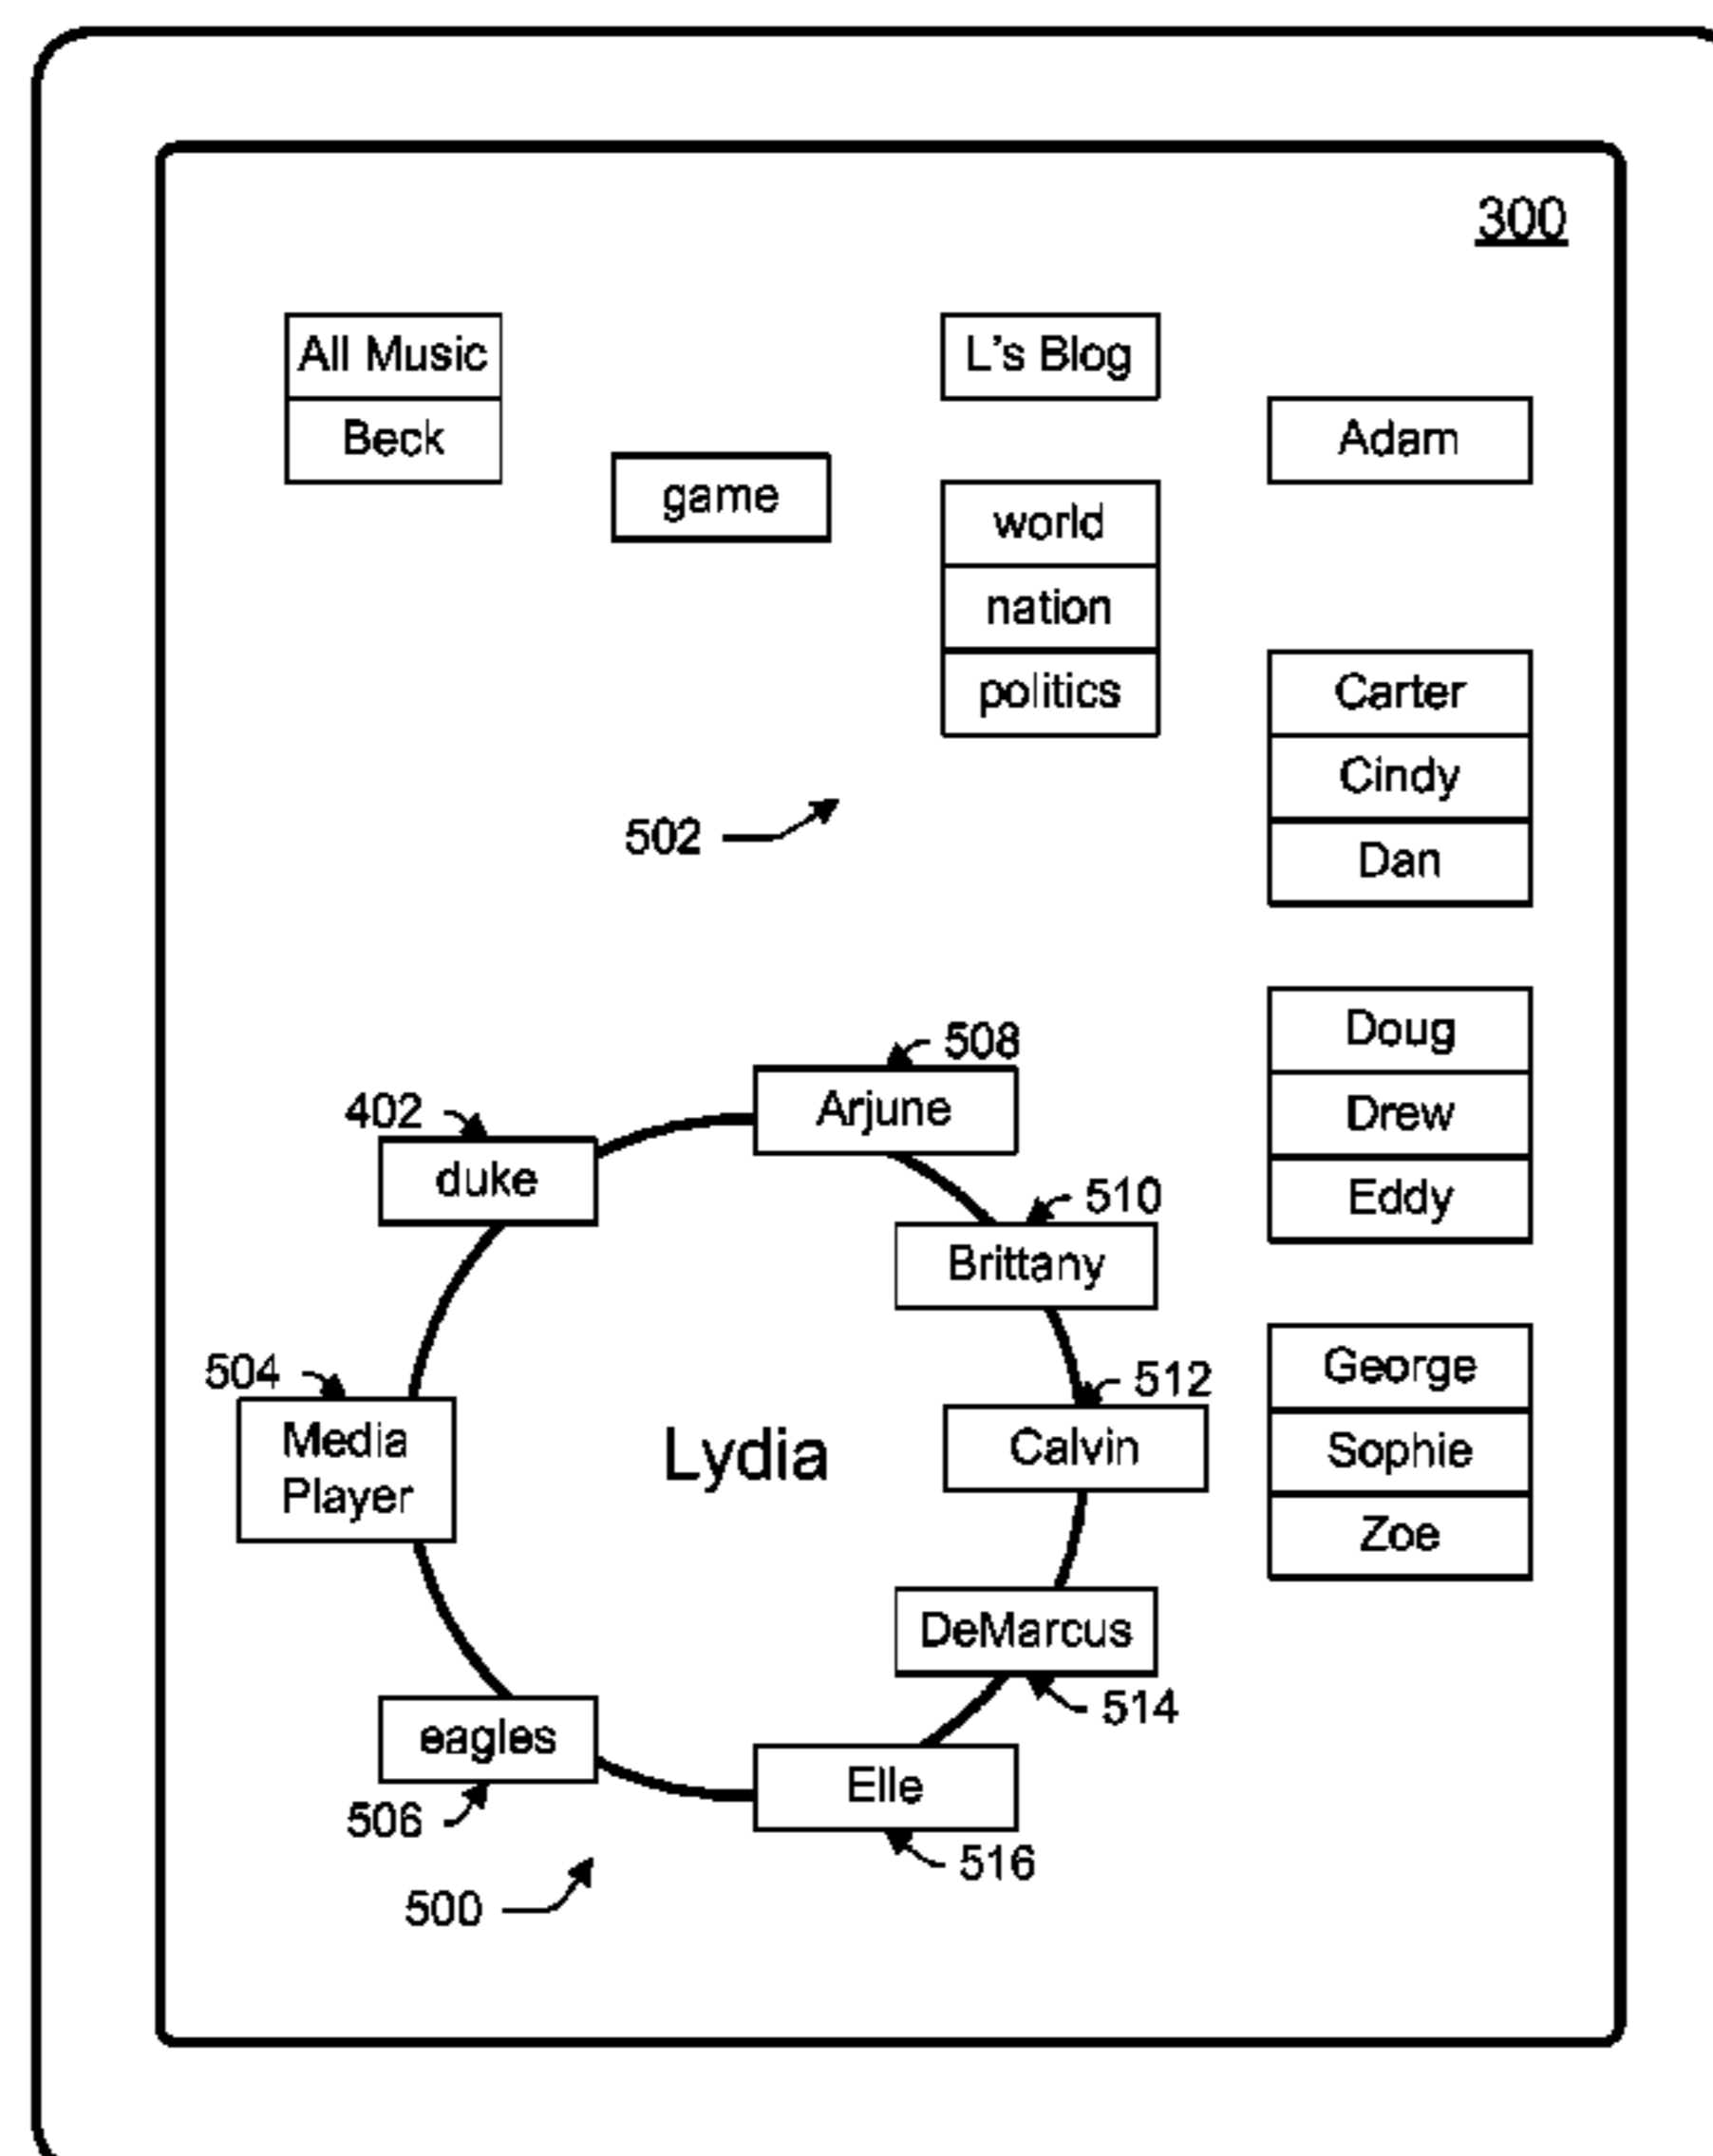 300
All Music
L's Blog
Beck
Adam
game
world
nation
politics
Carter
Cindy
502
Dan
Doug
508
Arjune
402
Drew
duke
510
Eddy
Brittany
504
512
George
Media
Player
Lydia
Calvin
Sophie
Zoe
DeMarcus
514
eagles
Elle
506
516
500